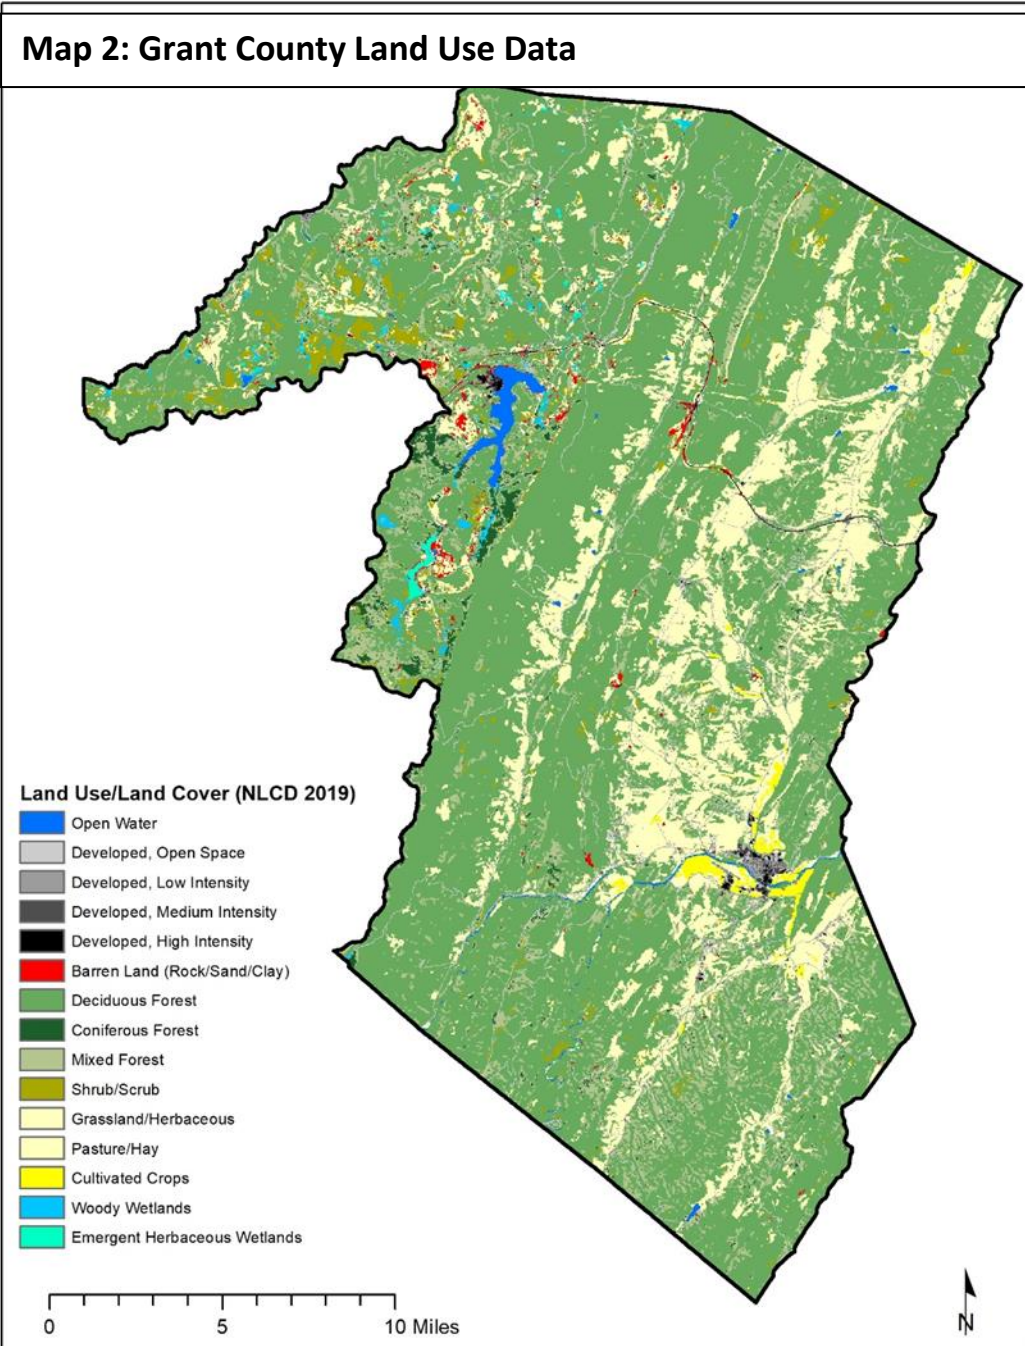 Map 2: Grant County Land Use Data
Land Use/Land Cover (NLCD 2019)
Open Water
Developed, Open Space
Developed, Low Intensity
Developed, Medium Intensity
Developed, High Intensity
Barren Land (Rock/Sand/Clay)
Deciduous Forest
Coniferous Forest
Mixed Forest
Shrub/Scrub
Grassland/Herbaceous
Pasture/Hay
Cultivated Crops
Woody Wetlands
Emergent Herbaceous Wetlands
0 5 10 Miles
N